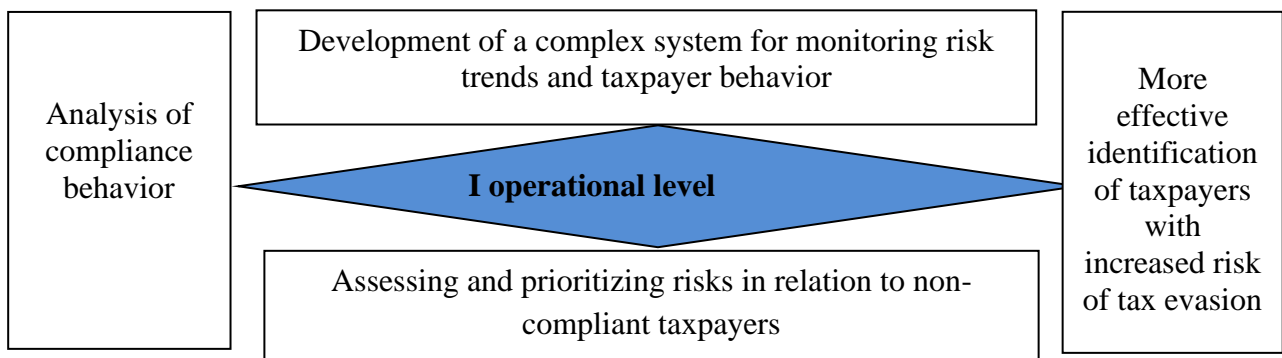 Development of a complex system for monitoring risk
trends and taxpayer behavior
Analysis of
compliance
behavior
I operational level
More
effective
identification
of taxpayers
with
increased risk
of tax evasion
Assessing and prioritizing risks in relation to non-
compliant taxpayers